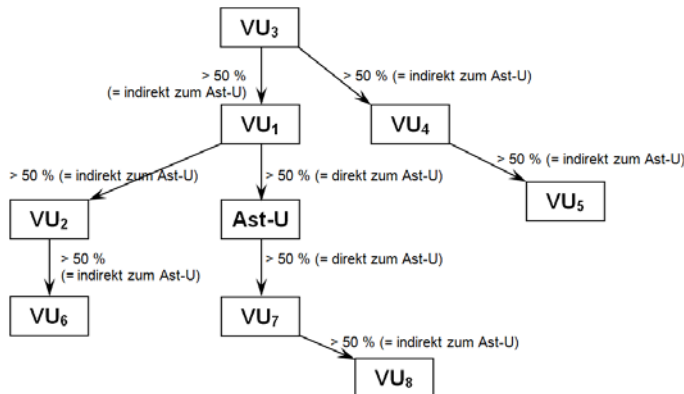 VU₃
> 50 %
(= indirekt zum Ast-U)
> 50 % (= indirekt zum Ast-U)
VU₁
VU₄
> 50 % (= indirekt zum Ast-U)
> 50 % (= direkt zum Ast-U)
> 50 % (= indirekt zum Ast-U)
VU₂
Ast-U
VU₅
> 50 %
(= indirekt zum Ast-U)
> 50 % (= direkt zum Ast-U)
VU₆
VU₇
> 50 % (= indirekt zum Ast-U)
VU₈